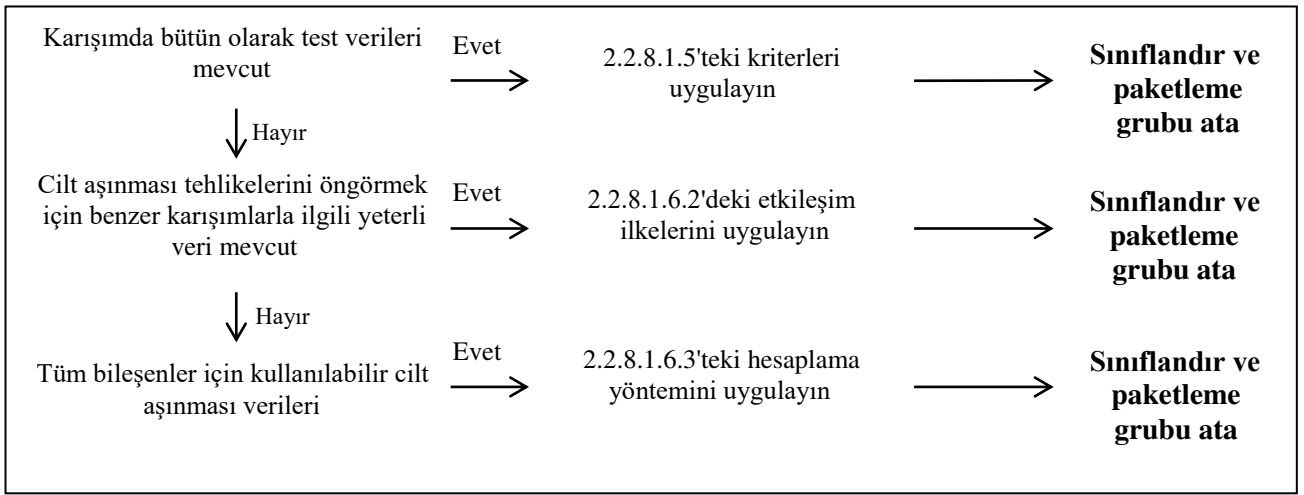 Karışımda bütün olarak test verileri
mevcut
Evet
2.2.8.1.5'teki kriterleri
uygulayın
Sınıflandır ve
paketleme
grubu ata
Hayır
Cilt aşınması tehlikelerini öngörmek
için benzer karışımlarla ilgili yeterli
veri mevcut
Evet
2.2.8.1.6.2'deki etkileşim
ilkelerini uygulayın
Sınıflandır ve
paketleme
grubu ata
Hayır
Tüm bileşenler için kullanılabilir cilt
aşınması verileri
Evet
2.2.8.1.6.3'teki hesaplama
yöntemini uygulayın
Sınıflandır ve
paketleme
grubu ata